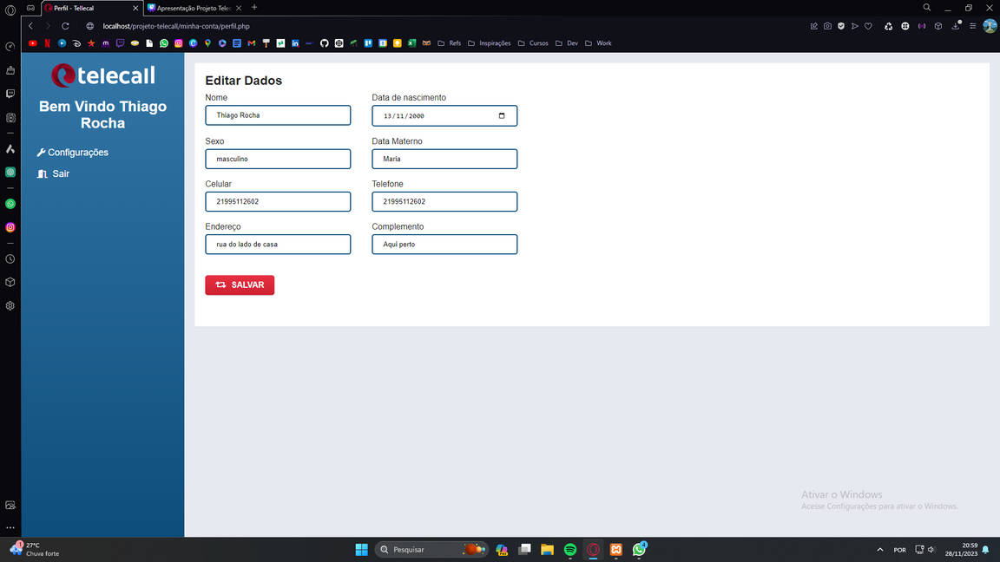 Perfil - Tellecal
Apresentação Projeto Telec
localhost/projeto-telecall/minha-conta/perfil.php
Refs
Inspirações
Cursos
Dev
Work
telecall
Bem Vindo Thiago
Rocha
Configurações
Sair
Editar Dados
Nome
Data de nascimento
Thiago Rocha
13/11/2000
Sexo
Data Materno
masculino
Maria
Celular
Telefone
21995112602
21995112602
Endereço
Complemento
rua do lado de casa
Aqui perto
SALVAR
Ativar o Windows
Acesse Configurações para ativar o Windows.
1
27°C
Chuva forte
Pesquisar
4
POR
20:59
28/11/2023